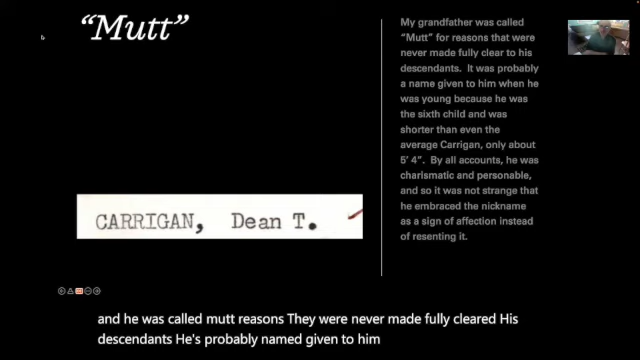 “Mutt”
My grandfather was called
“Mutt” for reasons that were
never made fully clear to his
descendants.  It was probably
a name given to him when he
was young because he was
the sixth child and was
shorter than even the
average Carrigan, only about
5’ 4”.  By all accounts, he was
charismatic and personable,
and so it was not strange that
he embraced the nickname
as a sign of affection instead
of resenting it.
CARRIGAN, Dean T.
and he was called mutt reasons They were never made fully cleared His
descendants He's probably named given to him